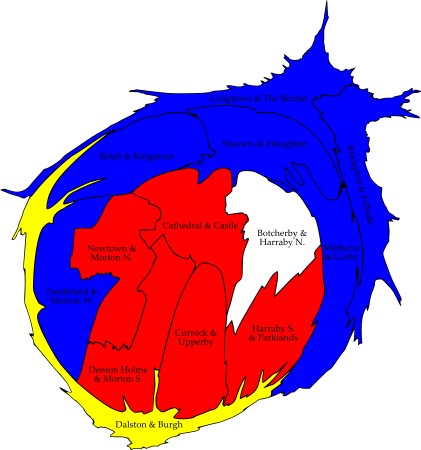 Longtown & The Border
Stanwix & Houghton
Belah & Kingmoor
Brampton & Fellside
Cathedral & Castle
Botcherby &
Harraby N.
Newtown &
Morton N.
Wetheral
& Corby
Sandsfield &
Morton W.
Currock &
Upperby
Harraby S.
& Parklands
Denton Holme
& Morton S.
Dalston & Burgh